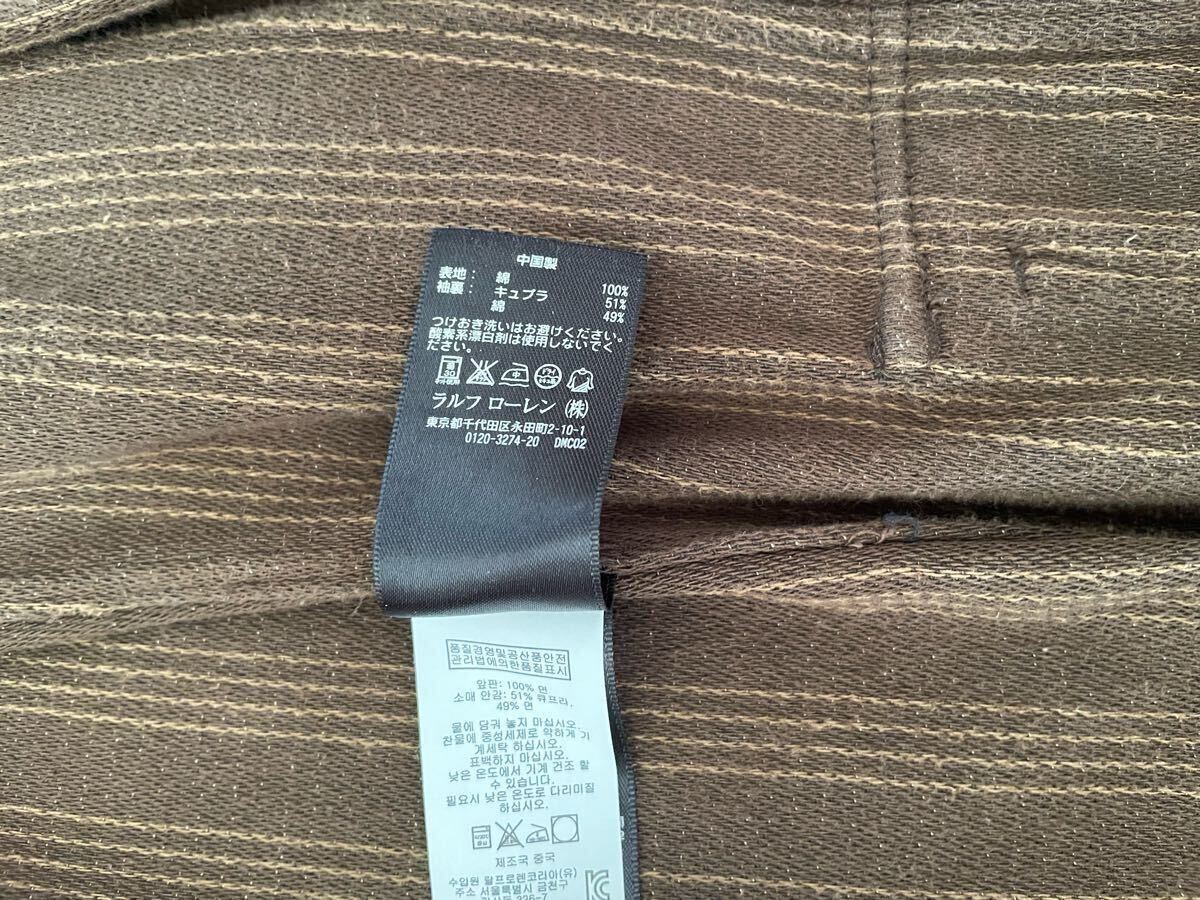 中国製
表地： 綿 100%
袖裏： キュプラ 51%
綿 49%
つけおき洗いはお避けください。
酸素系漂白剤は使用しないでく
ださい。
ラルフ ローレン (株)
東京都千代田区永田町2-10-1
0120-3274-20 DMC02
품질경영및공산품안전
관리법에의한품질표시
앞판: 100% 면
소매 안감: 51% 큐프라.
49% 면
물에 담궈 놓지 마십시오.
찬물에 중성세제로 약하게 기
계세탁 하십시오.
표백하지 마십시오.
낮은 온도에서 기계 건조 할
수 있습니다.
필요시 낮은 온도로 다리미질
하십시오.
제조국 중국
수입원 랄프로렌코리아(유)
주소 서울특별시 금천구